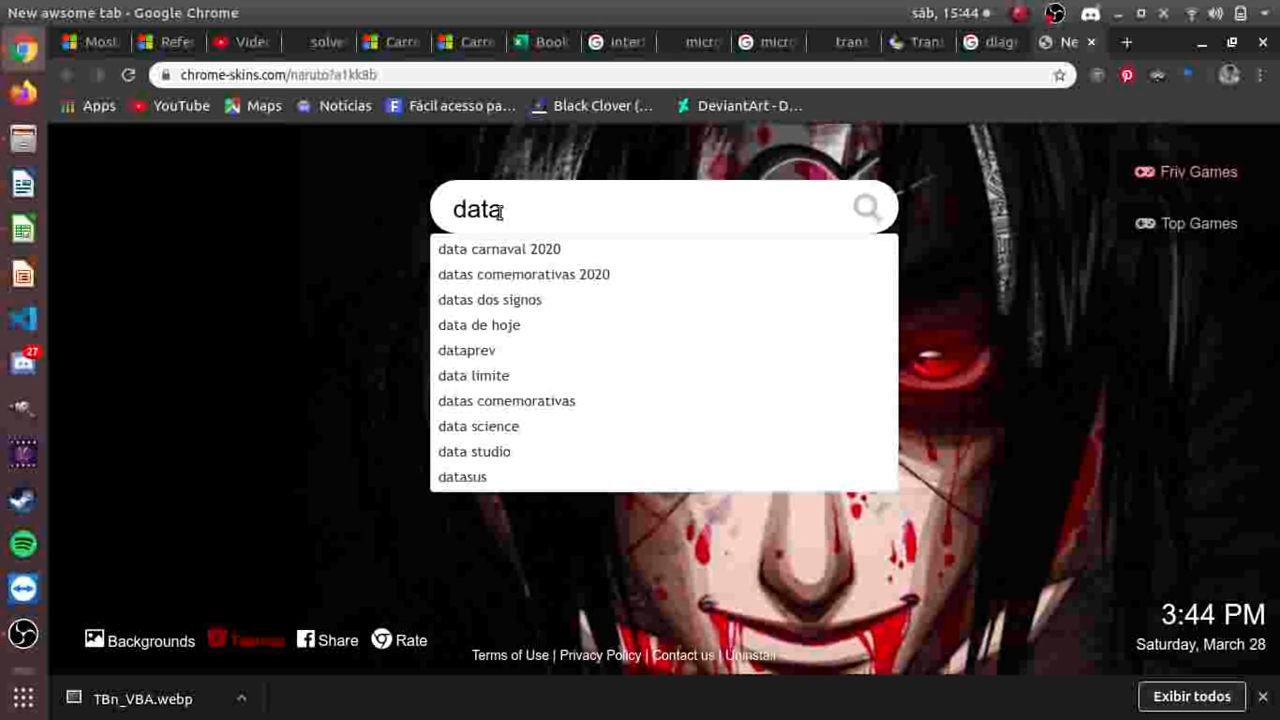 New awsome tab - Google Chrome
sáb, 15:44
Most
Refe
Video
solve
Carre
Carre
Book
inter
micro
micro
trans
Tran
diag
Ne
chrome-skins.com/naruto?a1kk8b
Apps
YouTube
Maps
Notícias
Fácil acesso pa...
Black Clover (...
DeviantArt - D...
Friv Games
data
Top Games
data carnaval 2020
datas comemorativas 2020
datas dos signos
data de hoje
dataprev
27
data limite
datas comemorativas
data science
data studio
datasus
3:44 PM
Saturday, March 28
Backgrounds
Share
Rate
Terms of Use | Privacy Policy | Contact us | Uninstall
TBn_VBA.webp
Exibir todos